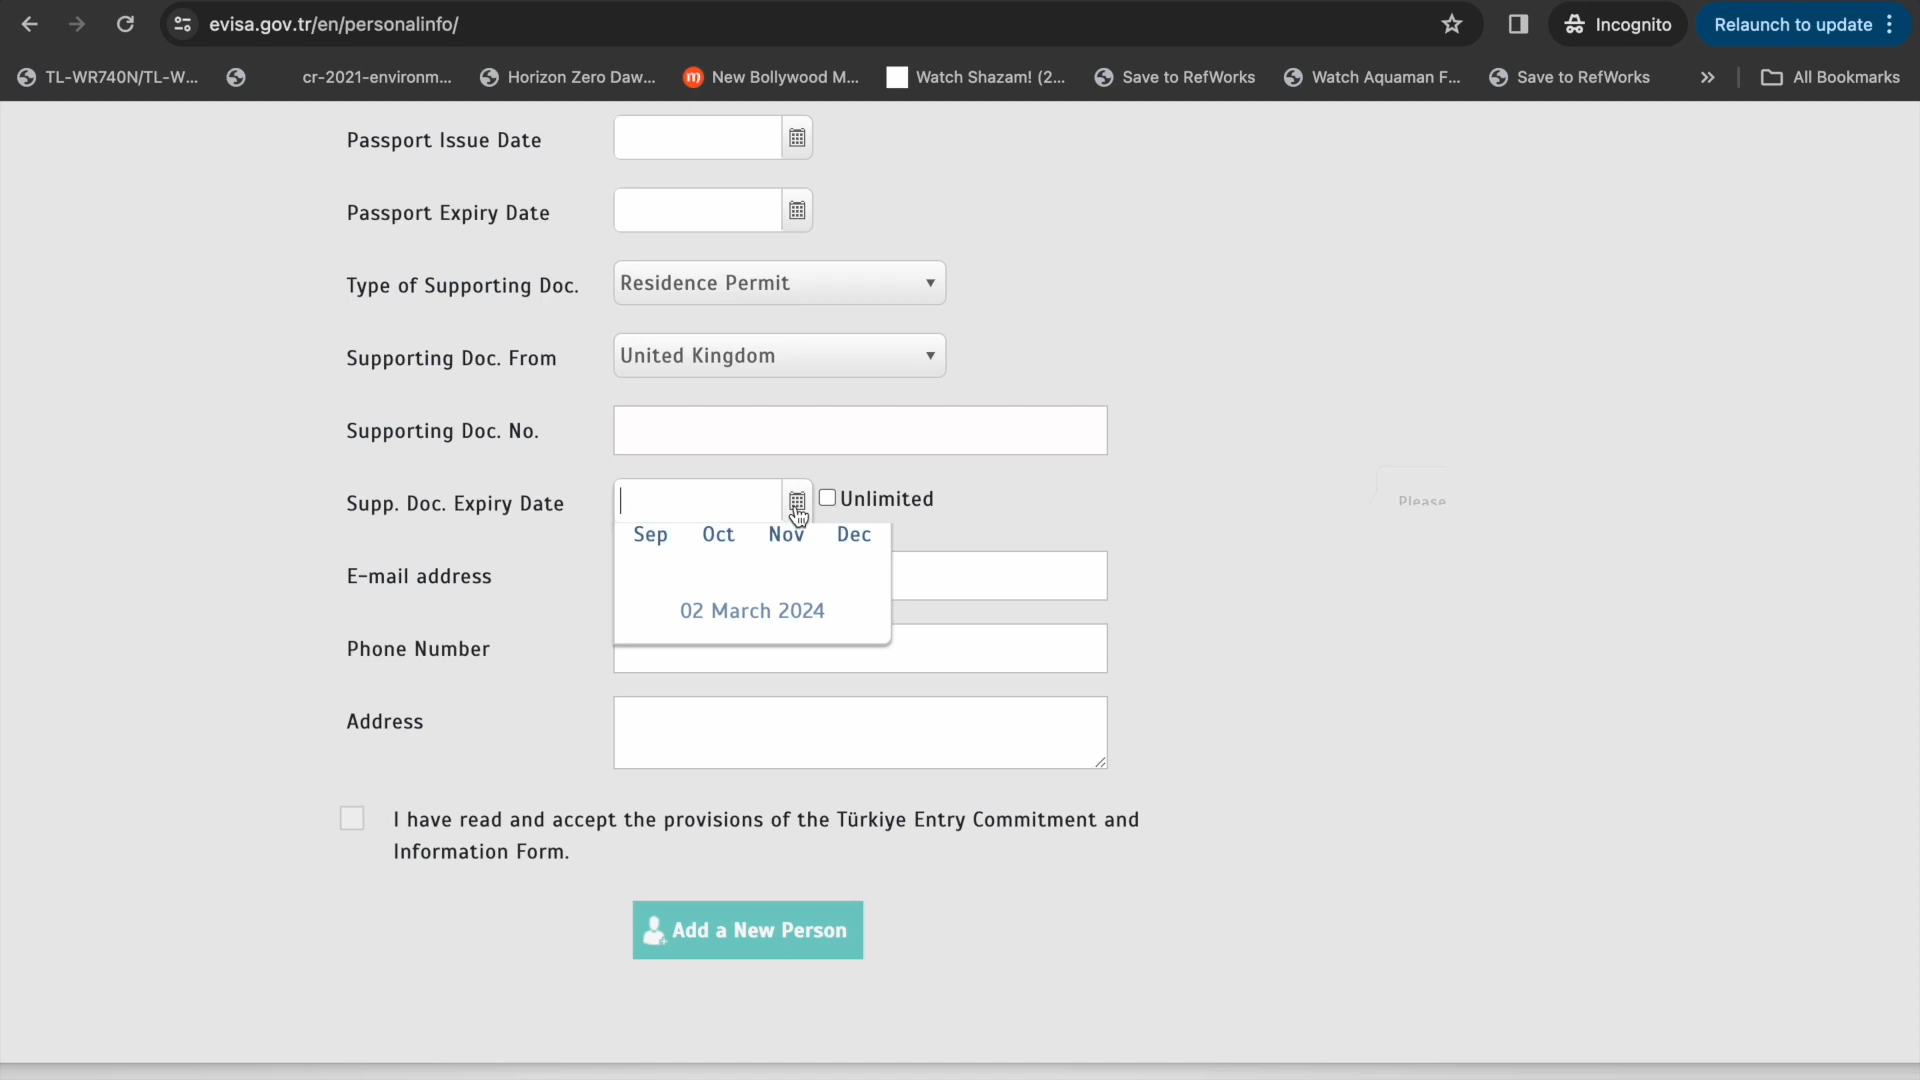 evisa.gov.tr/en/personalinfo/
Incognito
Relaunch to update
TL-WR740N/TL-W...
cr-2021-environm...
Horizon Zero Daw...
New Bollywood M...
Watch Shazam! (2...
Save to RefWorks
Watch Aquaman F...
Save to RefWorks
»
All Bookmarks
Passport Issue Date
Passport Expiry Date
Type of Supporting Doc.
Residence Permit
Supporting Doc. From
United Kingdom
Supporting Doc. No.
Supp. Doc. Expiry Date
Unlimited
Please
Sep Oct Nov Dec
E-mail address
02 March 2024
Phone Number
Address
I have read and accept the provisions of the Türkiye Entry Commitment and
Information Form.
Add a New Person